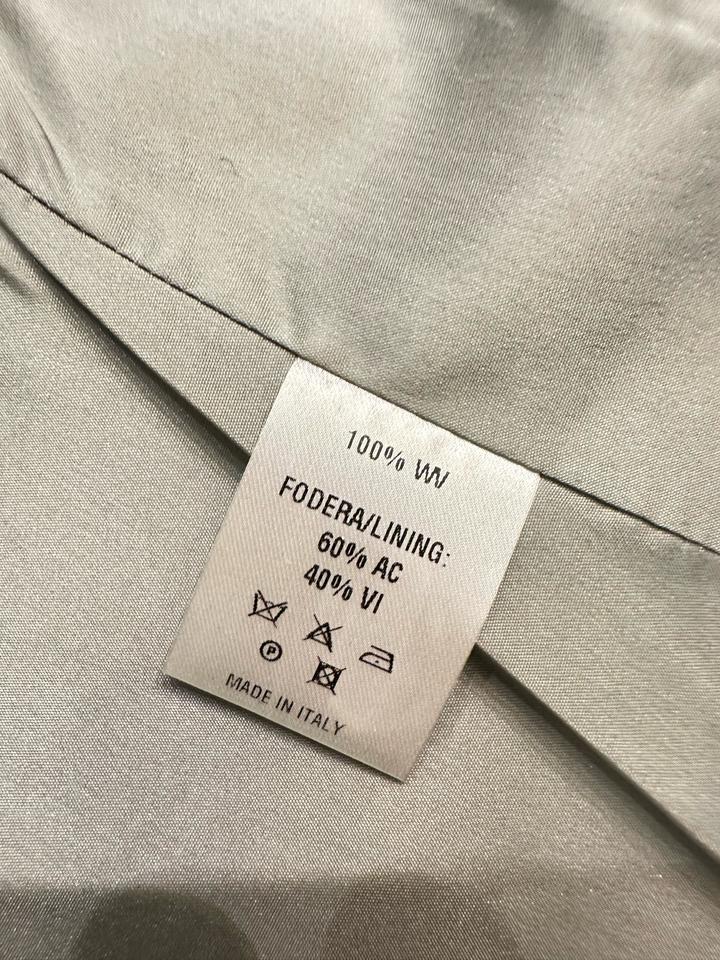 100% WV
FODERA/LINING:
60% AC
40% VI
P
MADE IN ITALY